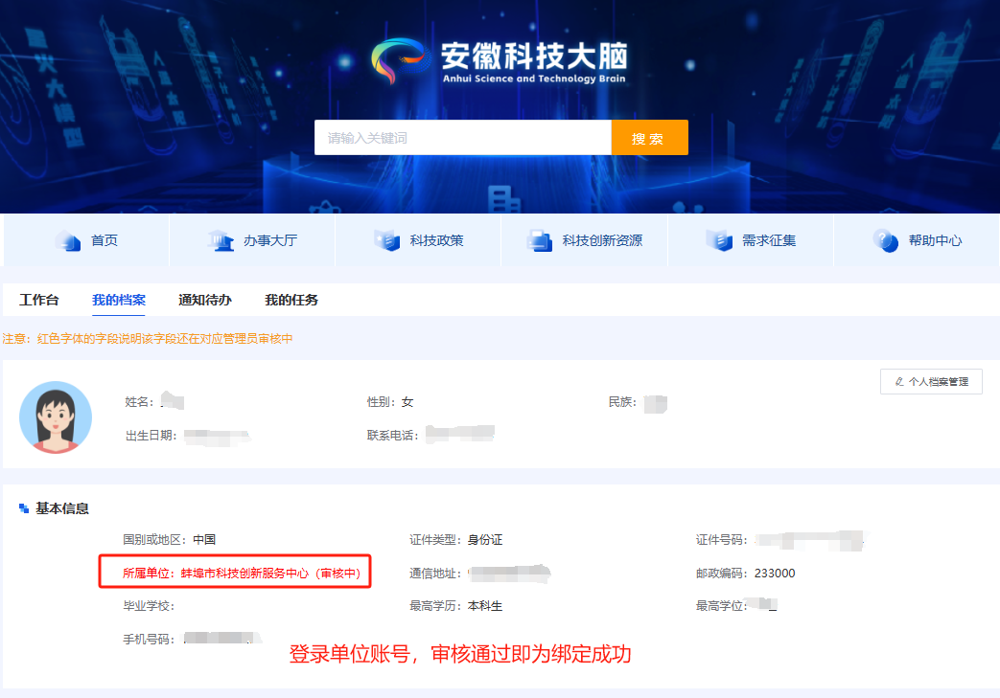 安徽科技大脑
Anhui Science and Technology Brain
请输入关键词
搜 索
首页 办事大厅 科技政策 科技创新资源 需求征集 帮助中心
工作台 我的档案 通知待办 我的任务
注意：红色字体的字段说明该字段还在对应管理员审核中
个人档案管理
姓名： 性别：女 民族：
出生日期： 联系电话：
基本信息
国别或地区：中国 证件类型：身份证 证件号码：
所属单位：蚌埠市科技创新服务中心（审核中） 通信地址： 邮政编码：233000
毕业学校： 最高学历：本科生 最高学位：
手机号码：
登录单位账号，审核通过即为绑定成功